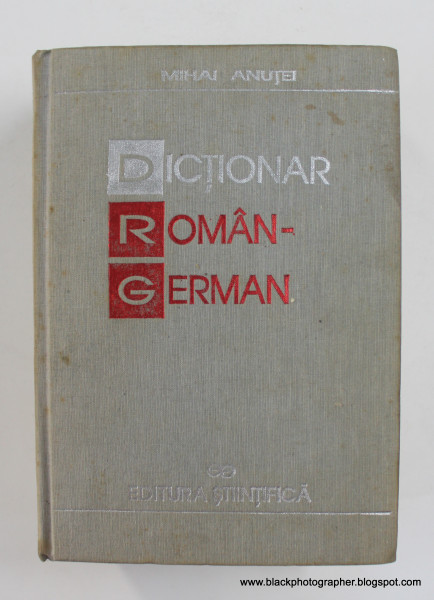 MIHAI ANUȚEI
DICȚIONAR
ROMÂN-
GERMAN
EDITURA ȘTIINȚIFICĂ
www.blackphotographer.blogspot.com